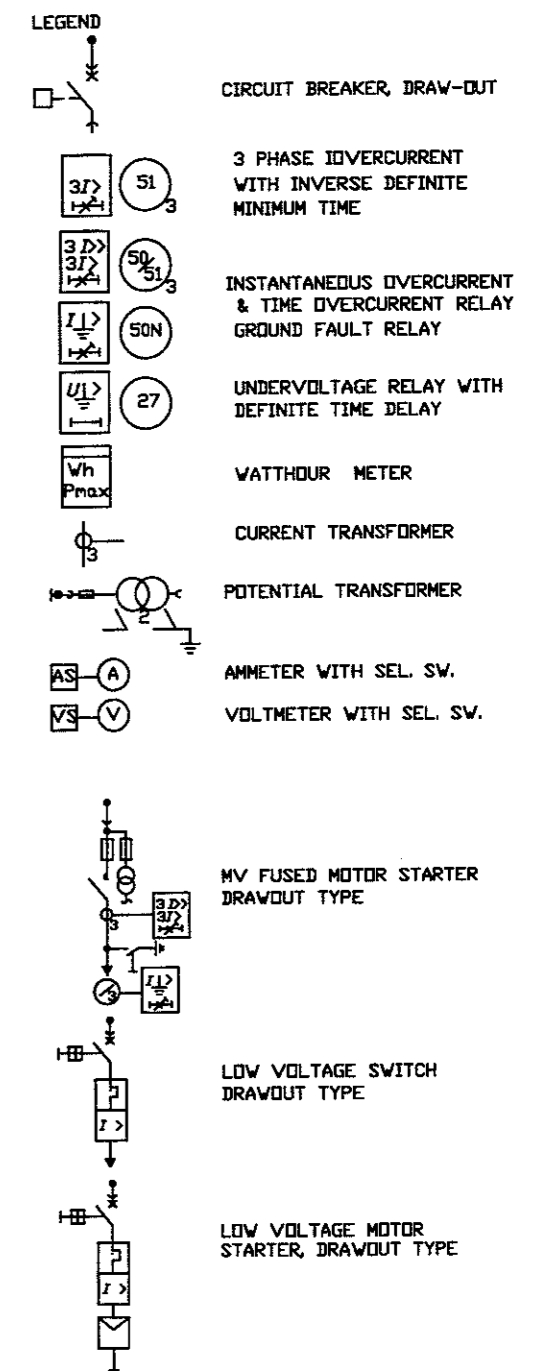 LEGEND
CIRCUIT BREAKER, DRAW-OUT
3I> 51 3
3 PHASE IOVERCURRENT
WITH INVERSE DEFINITE
MINIMUM TIME
3I>>
3I> 50/51 3
INSTANTANEOUS OVERCURRENT
& TIME OVERCURRENT RELAY
I> 50N GROUND FAULT RELAY
U> 27
UNDERVOLTAGE RELAY WITH
DEFINITE TIME DELAY
Wh
Pmax
WATTHOUR METER
3 CURRENT TRANSFORMER
2 POTENTIAL TRANSFORMER
AS A AMMETER WITH SEL. SW.
VS V VOLTMETER WITH SEL. SW.
MV FUSED MOTOR STARTER
DRAWOUT TYPE
3I>>
3 3I>
3 I>
LOW VOLTAGE SWITCH
DRAWOUT TYPE
I >
LOW VOLTAGE MOTOR
STARTER, DRAWOUT TYPE
I >